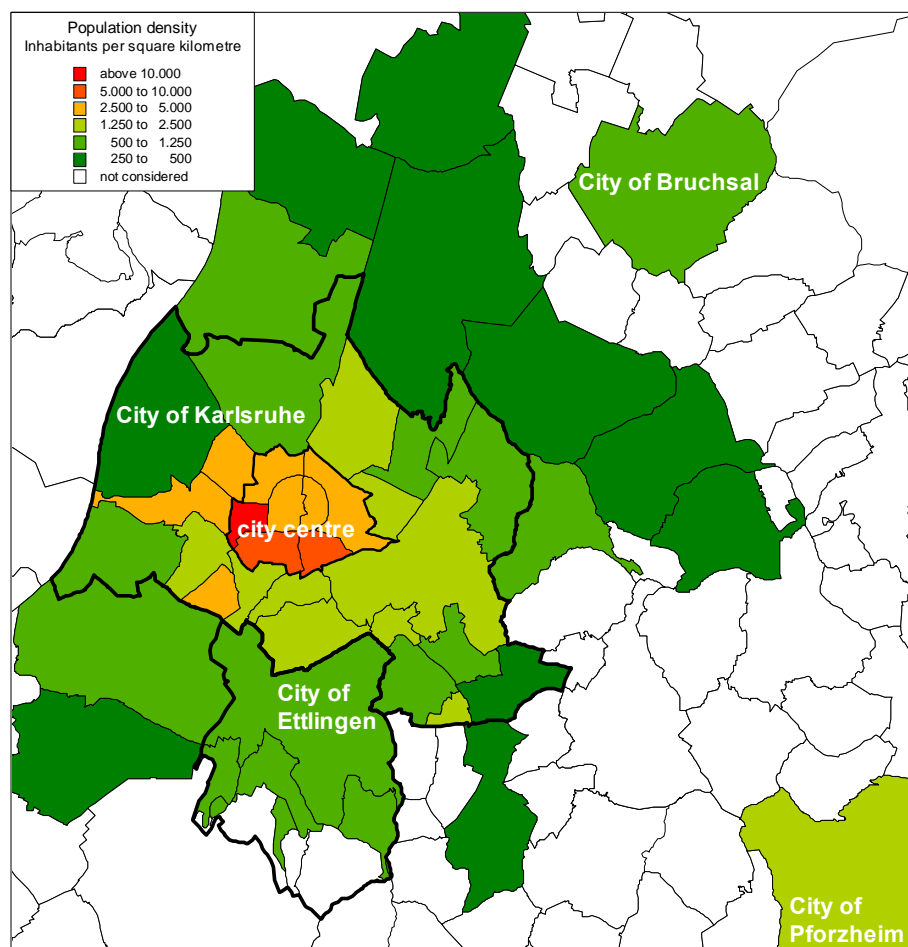 Population density
Inhabitants per square kilometre
above 10.000
5.000 to 10.000
2.500 to 5.000
1.250 to 2.500
500 to 1.250
250 to 500
not considered
City of Bruchsal
City of Karlsruhe
city centre
City of
Ettlingen
City of
Pforzheim